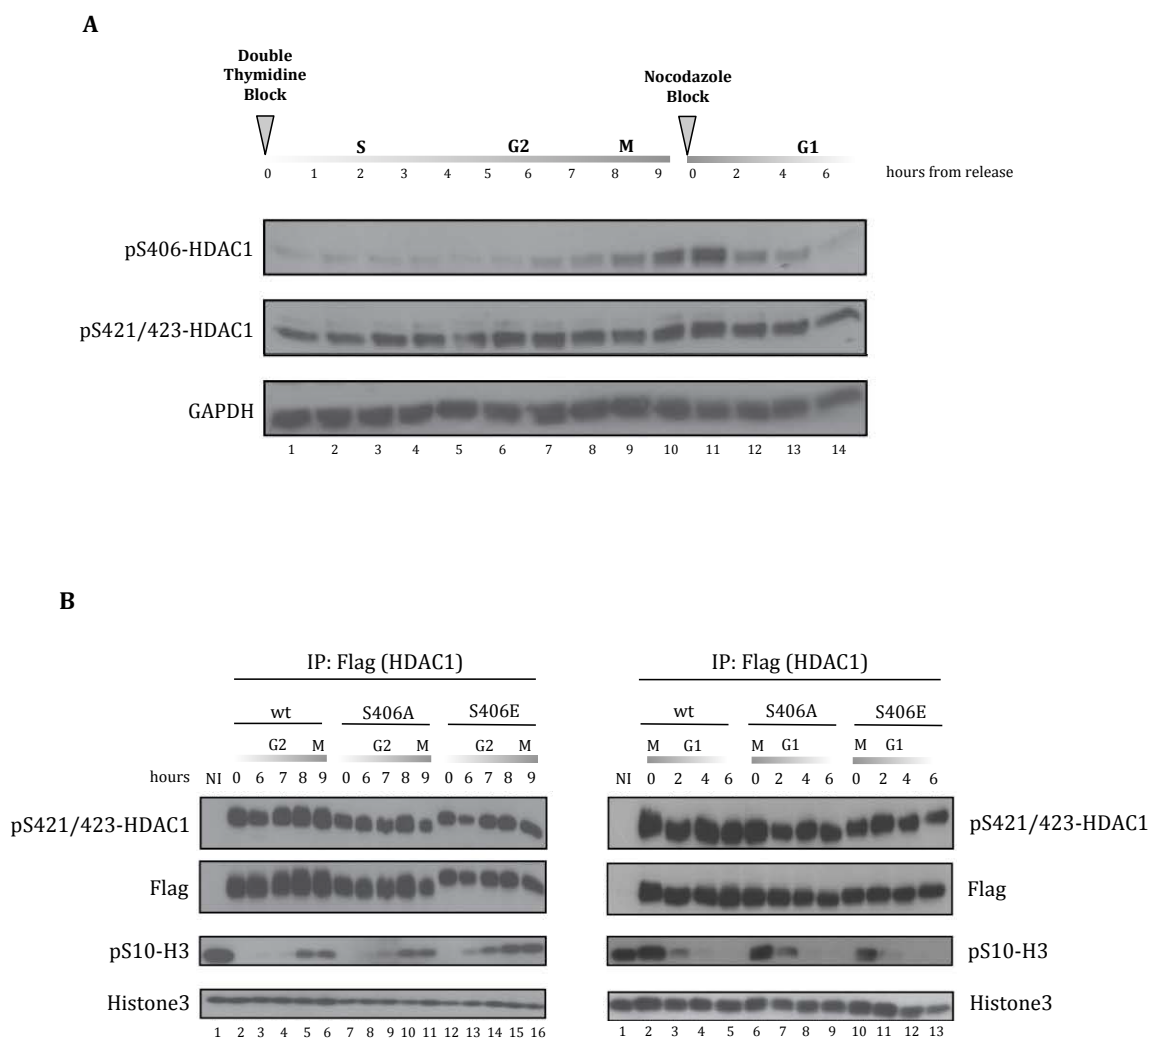 A
Double
Thymidine
Block
Nocodazole
Block
S G2 M G1
0 1 2 3 4 5 6 7 8 9 0 2 4 6 hours from release
pS406-HDAC1
pS421/423-HDAC1
GAPDH
1 2 3 4 5 6 7 8 9 10 11 12 13 14
B
IP: Flag (HDAC1) IP: Flag (HDAC1)
wt S406A S406E wt S406A S406E
G2 M G2 M G2 M M G1 M G1 M G1
hours NI 0 6 7 8 9 0 6 7 8 9 0 6 7 8 9 NI 0 2 4 6 0 2 4 6 0 2 4 6
pS421/423-HDAC1 pS421/423-HDAC1
Flag Flag
pS10-H3 pS10-H3
Histone3 Histone3
1 2 3 4 5 6 7 8 9 10 11 12 13 14 15 16 1 2 3 4 5 6 7 8 9 10 11 12 13